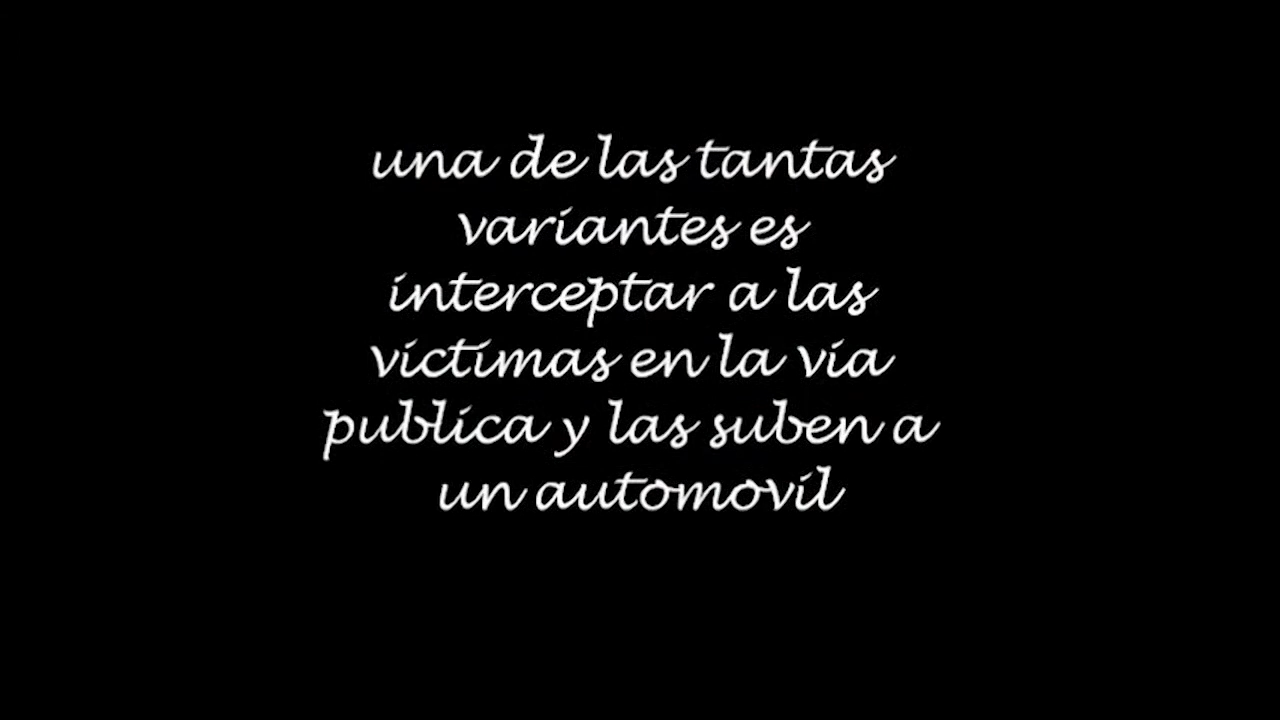 una de las tantas
variantes es
interceptar a las
victimas en la via
publica y las suben a
un automovil